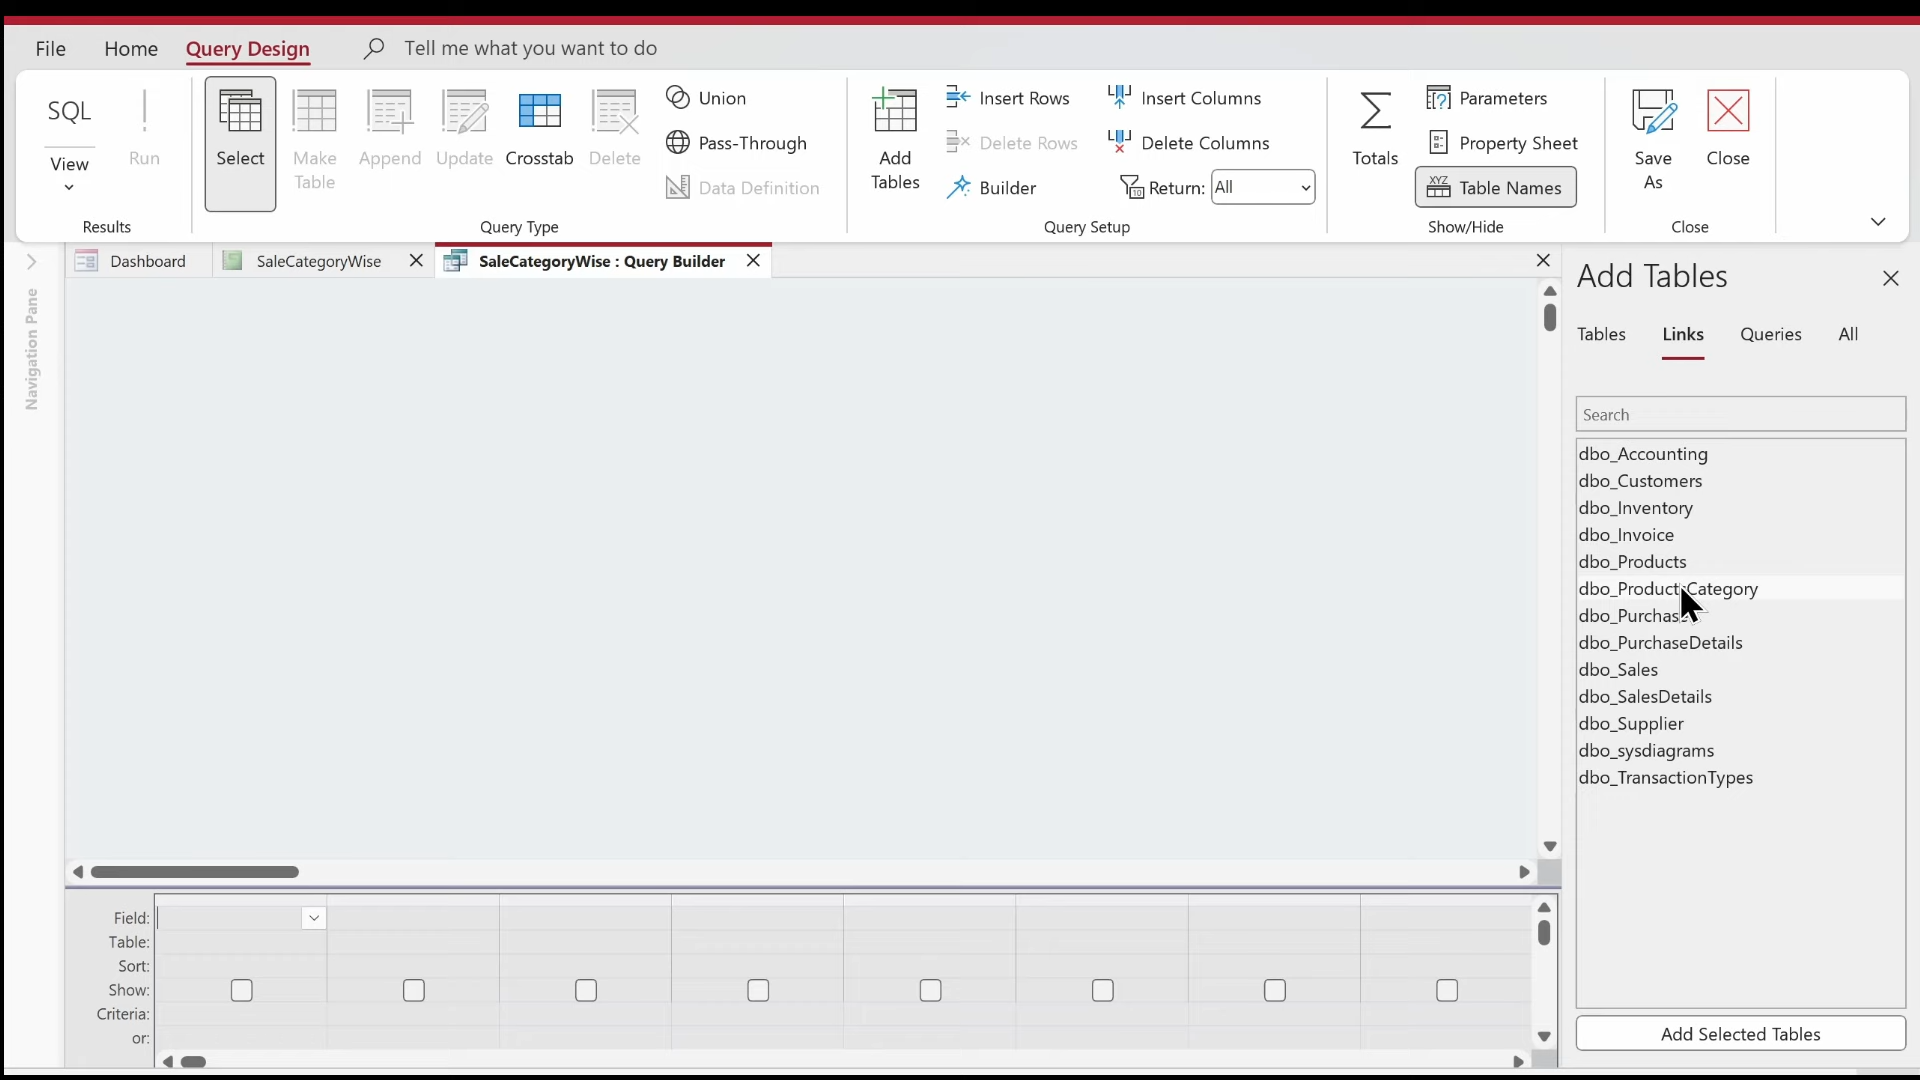 File Home Query Design Tell me what you want to do
SQL
View
Run
Results
Select
Make
Table
Append
Update
Crosstab
Delete
Union
Pass-Through
Data Definition
Query Type
Add
Tables
Insert Rows
Delete Rows
Builder
Insert Columns
Delete Columns
Return: All
Query Setup
Totals
Parameters
Property Sheet
XYZ Table Names
Show/Hide
Save
As
Close
Close
Navigation Pane
Dashboard SaleCategoryWise SaleCategoryWise : Query Builder
Add Tables
Tables Links Queries All
Search
dbo_Accounting
dbo_Customers
dbo_Inventory
dbo_Invoice
dbo_Products
dbo_Category
dbo_PurchaseDetails
dbo_Sales
dbo_SalesDetails
dbo_Supplier
dbo_sysdiagrams
dbo_TransactionTypes
Add Selected Tables
Field:
Table:
Sort:
Show:
Criteria:
or: